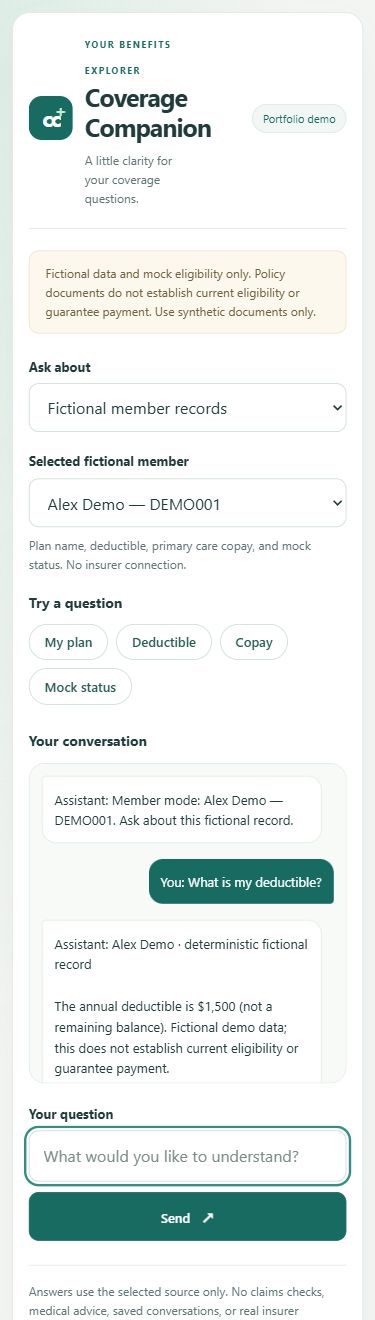 YOUR BENEFITS
EXPLORER
Coverage
Companion
A little clarity for
your coverage
questions.
Portfolio demo
Fictional data and mock eligibility only. Policy
documents do not establish current eligibility or
guarantee payment. Use synthetic documents only.
Ask about
Fictional member records
Selected fictional member
Alex Demo — DEMO001
Plan name, deductible, primary care copay, and mock
status. No insurer connection.
Try a question
My plan
Deductible
Copay
Mock status
Your conversation
Assistant: Member mode: Alex Demo —
DEMO001. Ask about this fictional record.
You: What is my deductible?
Assistant: Alex Demo · deterministic fictional
record
The annual deductible is $1,500 (not a
remaining balance). Fictional demo data;
this does not establish current eligibility or
guarantee payment.
Your question
What would you like to understand?
Send ↗
Answers use the selected source only. No claims checks,
medical advice, saved conversations, or real insurer